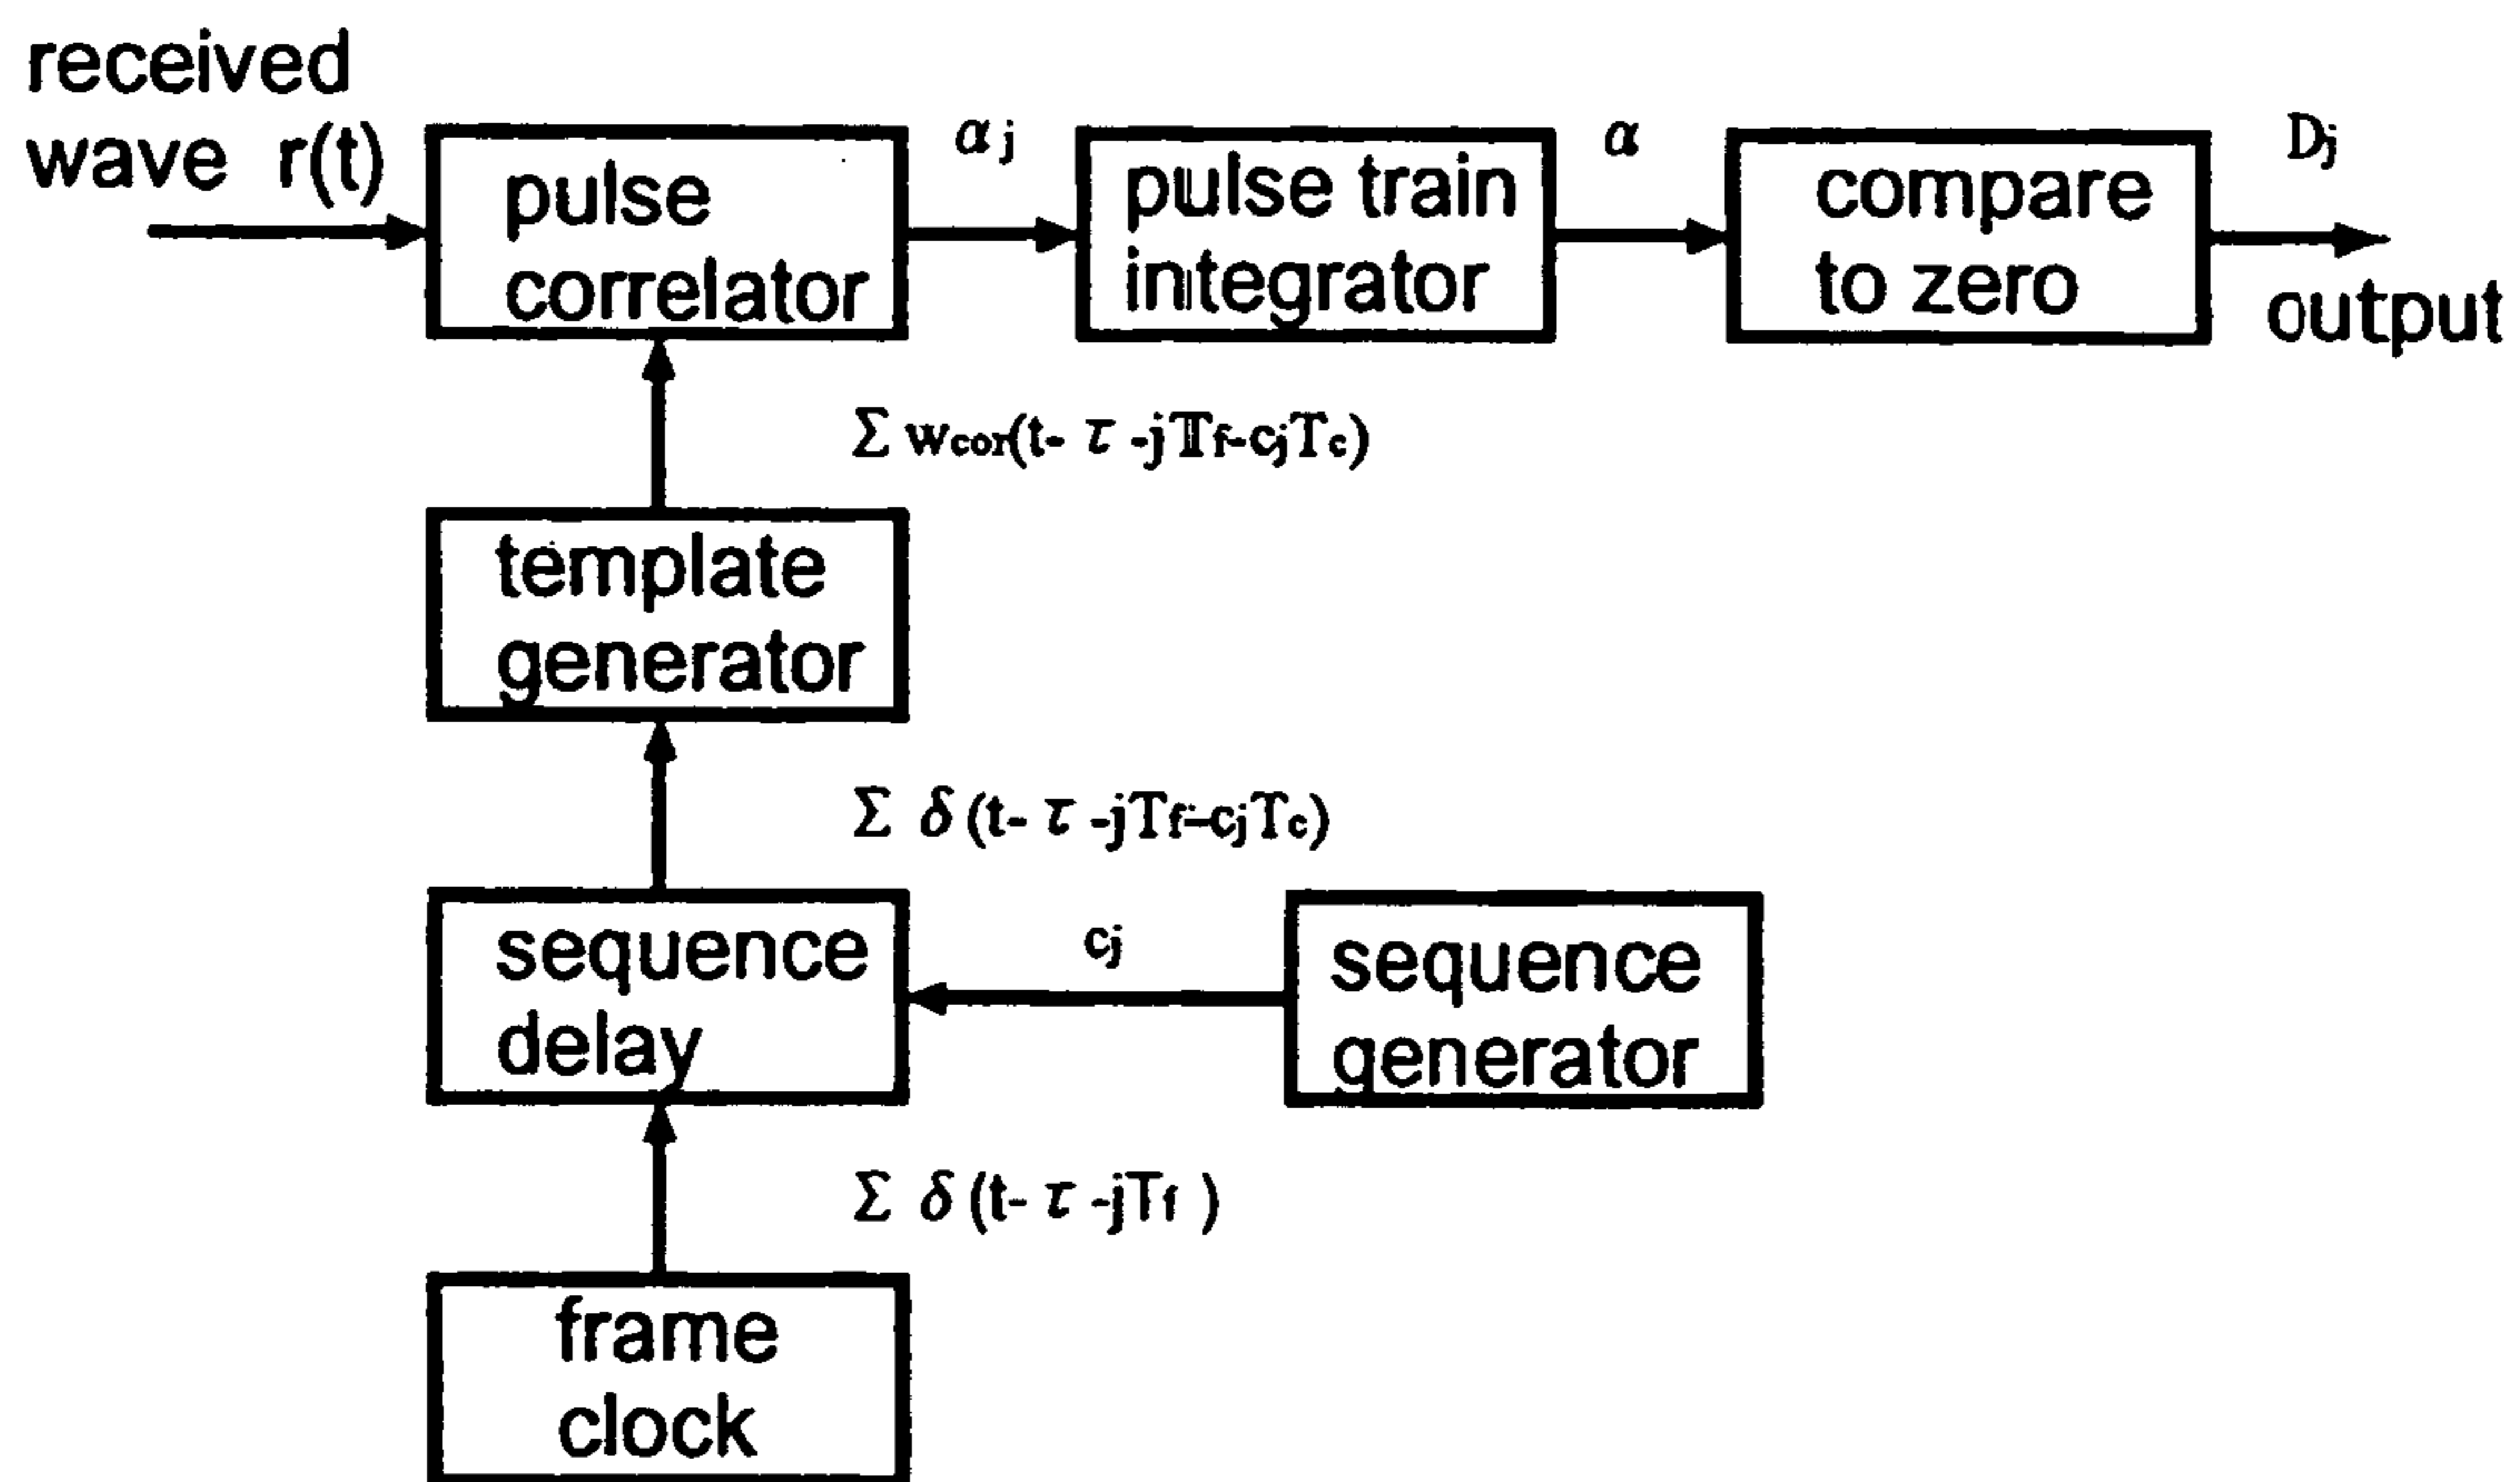 received
wave r(t)
pulse
correlator
αj
pulse train
integrator
α
compare
to zero
Dj
output
Σ wcor(t- τ -jTf-cjTc)
template
generator
Σ δ(t- τ -jTf-cjTc)
sequence
delay
cj
sequence
generator
Σ δ(t- τ -jTf )
frame
clock